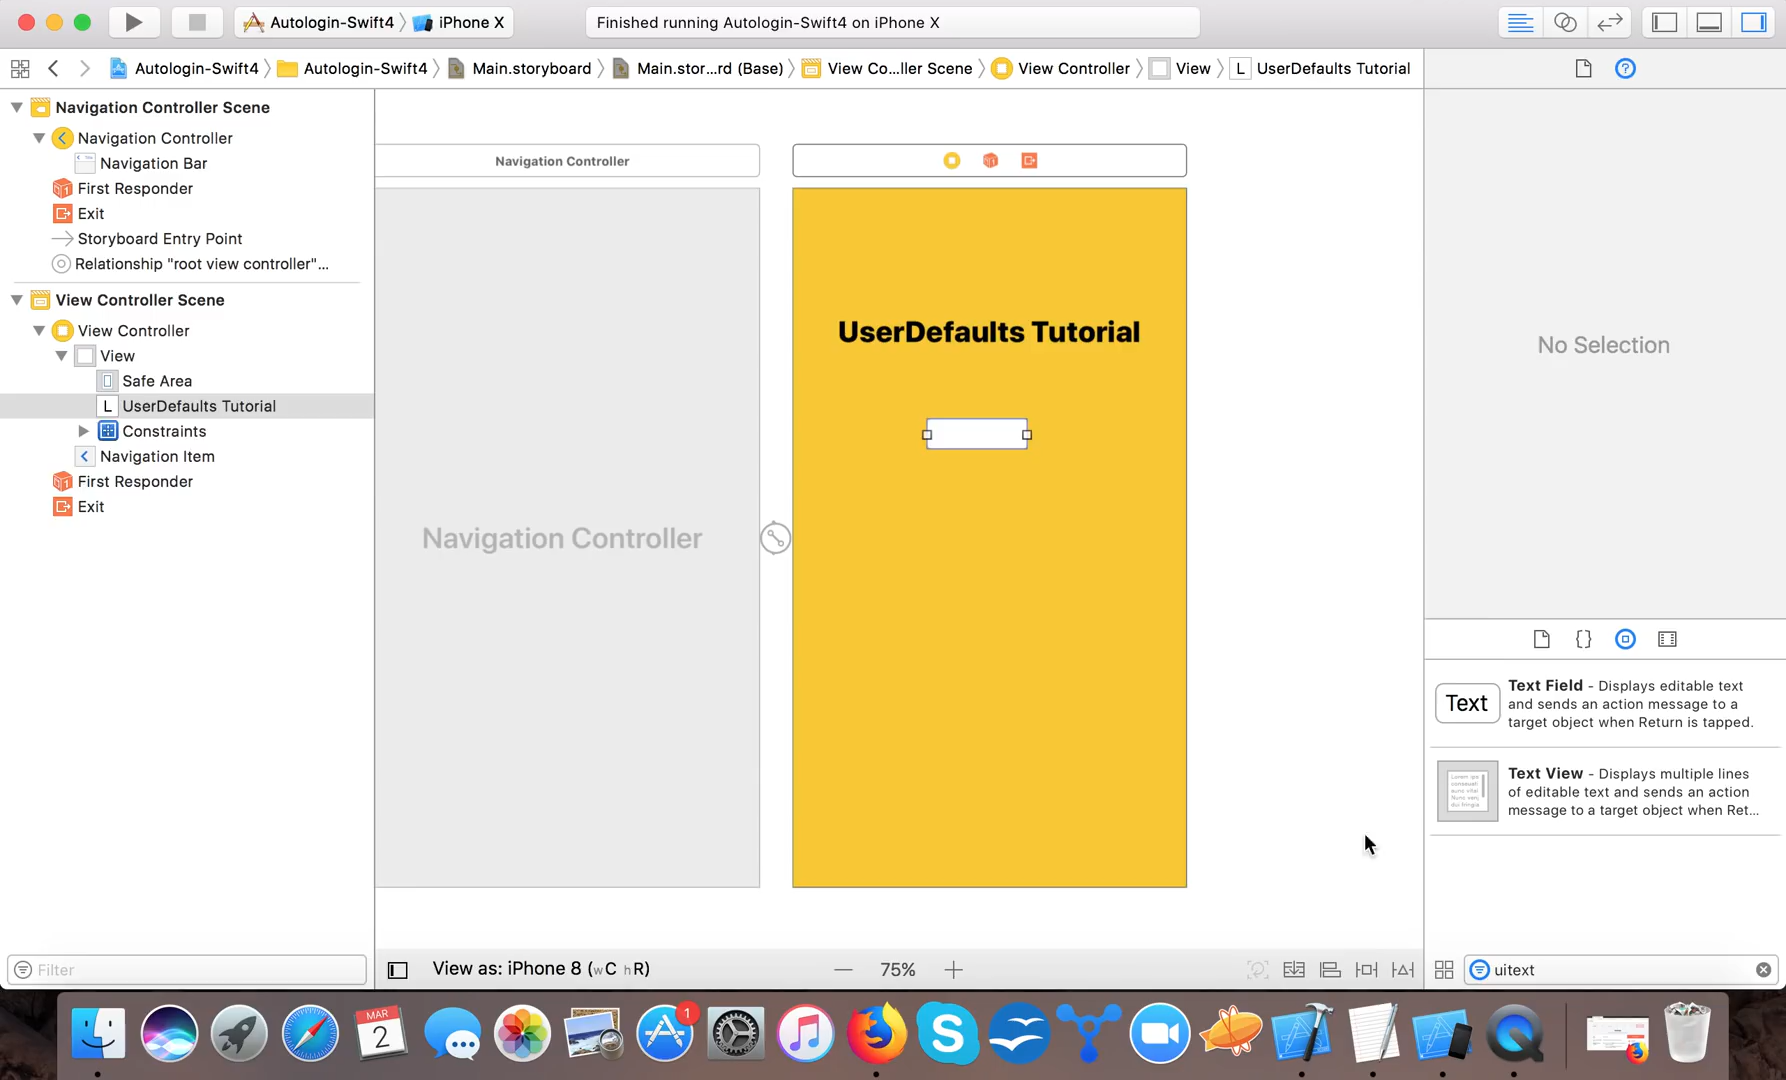 Autologin-Swift4 〉 iPhone X
Finished running Autologin-Swift4 on iPhone X
Autologin-Swift4 〉 Autologin-Swift4 〉 Main.storyboard 〉 Main.stor...rd (Base) 〉 View Co...ller Scene 〉 View Controller 〉 View 〉 L UserDefaults Tutorial
Navigation Controller Scene
Navigation Controller
Navigation Bar
First Responder
Exit
Storyboard Entry Point
Relationship "root view controller"...
View Controller Scene
View Controller
View
Safe Area
L UserDefaults Tutorial
Constraints
Navigation Item
First Responder
Exit
Filter
Navigation Controller
Navigation Controller
UserDefaults Tutorial
View as: iPhone 8 (wC hR)
— 75% +
No Selection
{}
Text
Text Field - Displays editable text
and sends an action message to a
target object when Return is tapped.
Text View - Displays multiple lines
of editable text and sends an action
message to a target object when Ret...
uitext
MAR
2
1